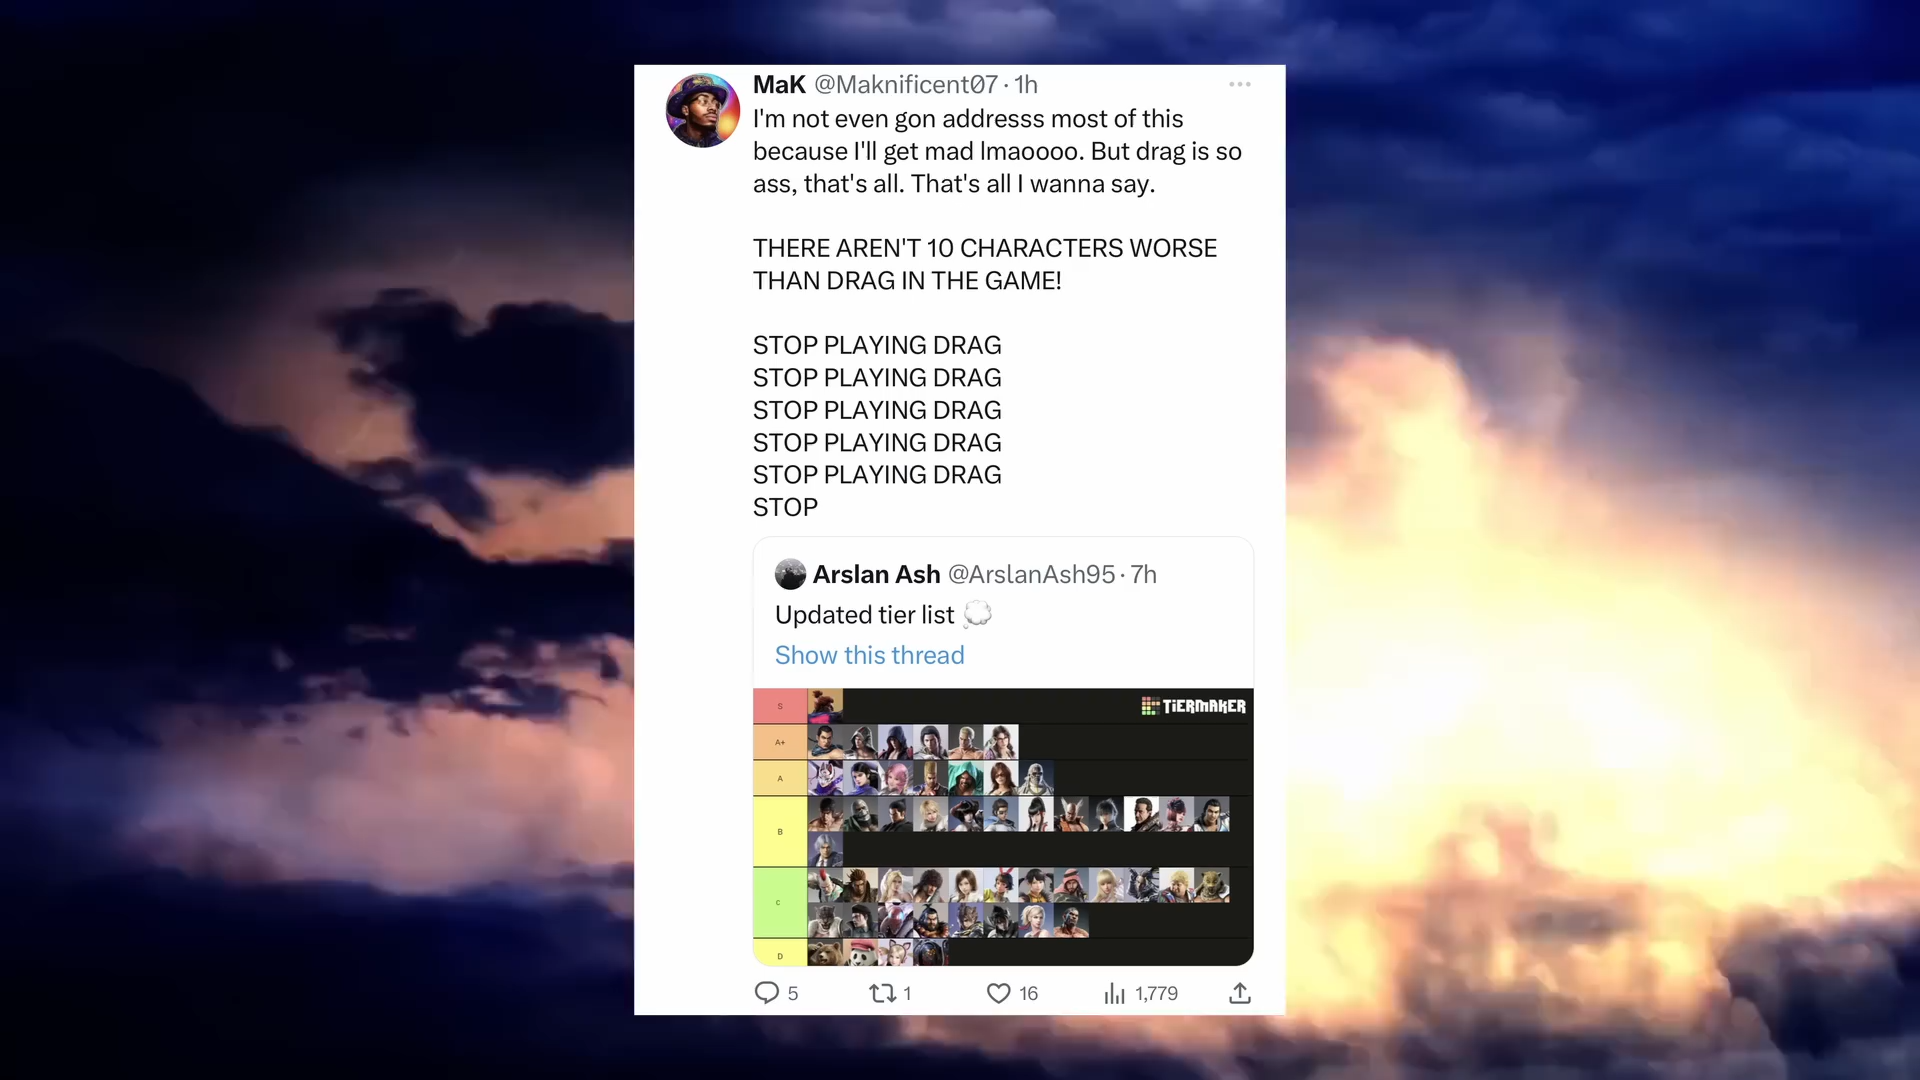 MaK @Maknificent07 · 1h
I'm not even gon addresss most of this
because I'll get mad lmaoooo. But drag is so
ass, that's all. That's all I wanna say.
THERE AREN'T 10 CHARACTERS WORSE
THAN DRAG IN THE GAME!
STOP PLAYING DRAG
STOP PLAYING DRAG
STOP PLAYING DRAG
STOP PLAYING DRAG
STOP PLAYING DRAG
STOP
Arslan Ash @ArslanAsh95 · 7h
Updated tier list
Show this thread
S
TiERMAKER
A+
A
B
C
D
5 1 16 1,779